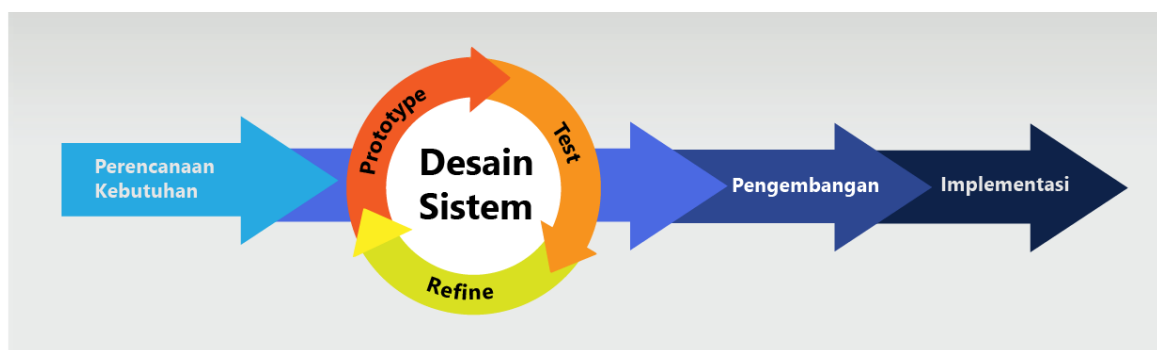 Perencanaan
Kebutuhan
Prototype
Test
Refine
Desain
Sistem
Pengembangan
Implementasi